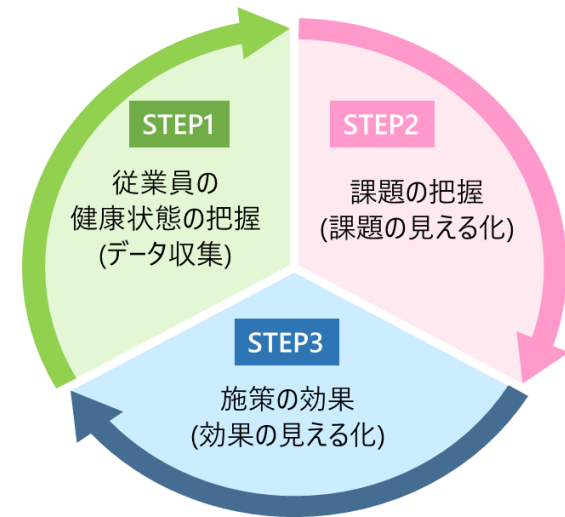 STEP1
従業員の
健康状態の把握
(データ収集)
STEP2
課題の把握
(課題の見える化)
STEP3
施策の効果
(効果の見える化)